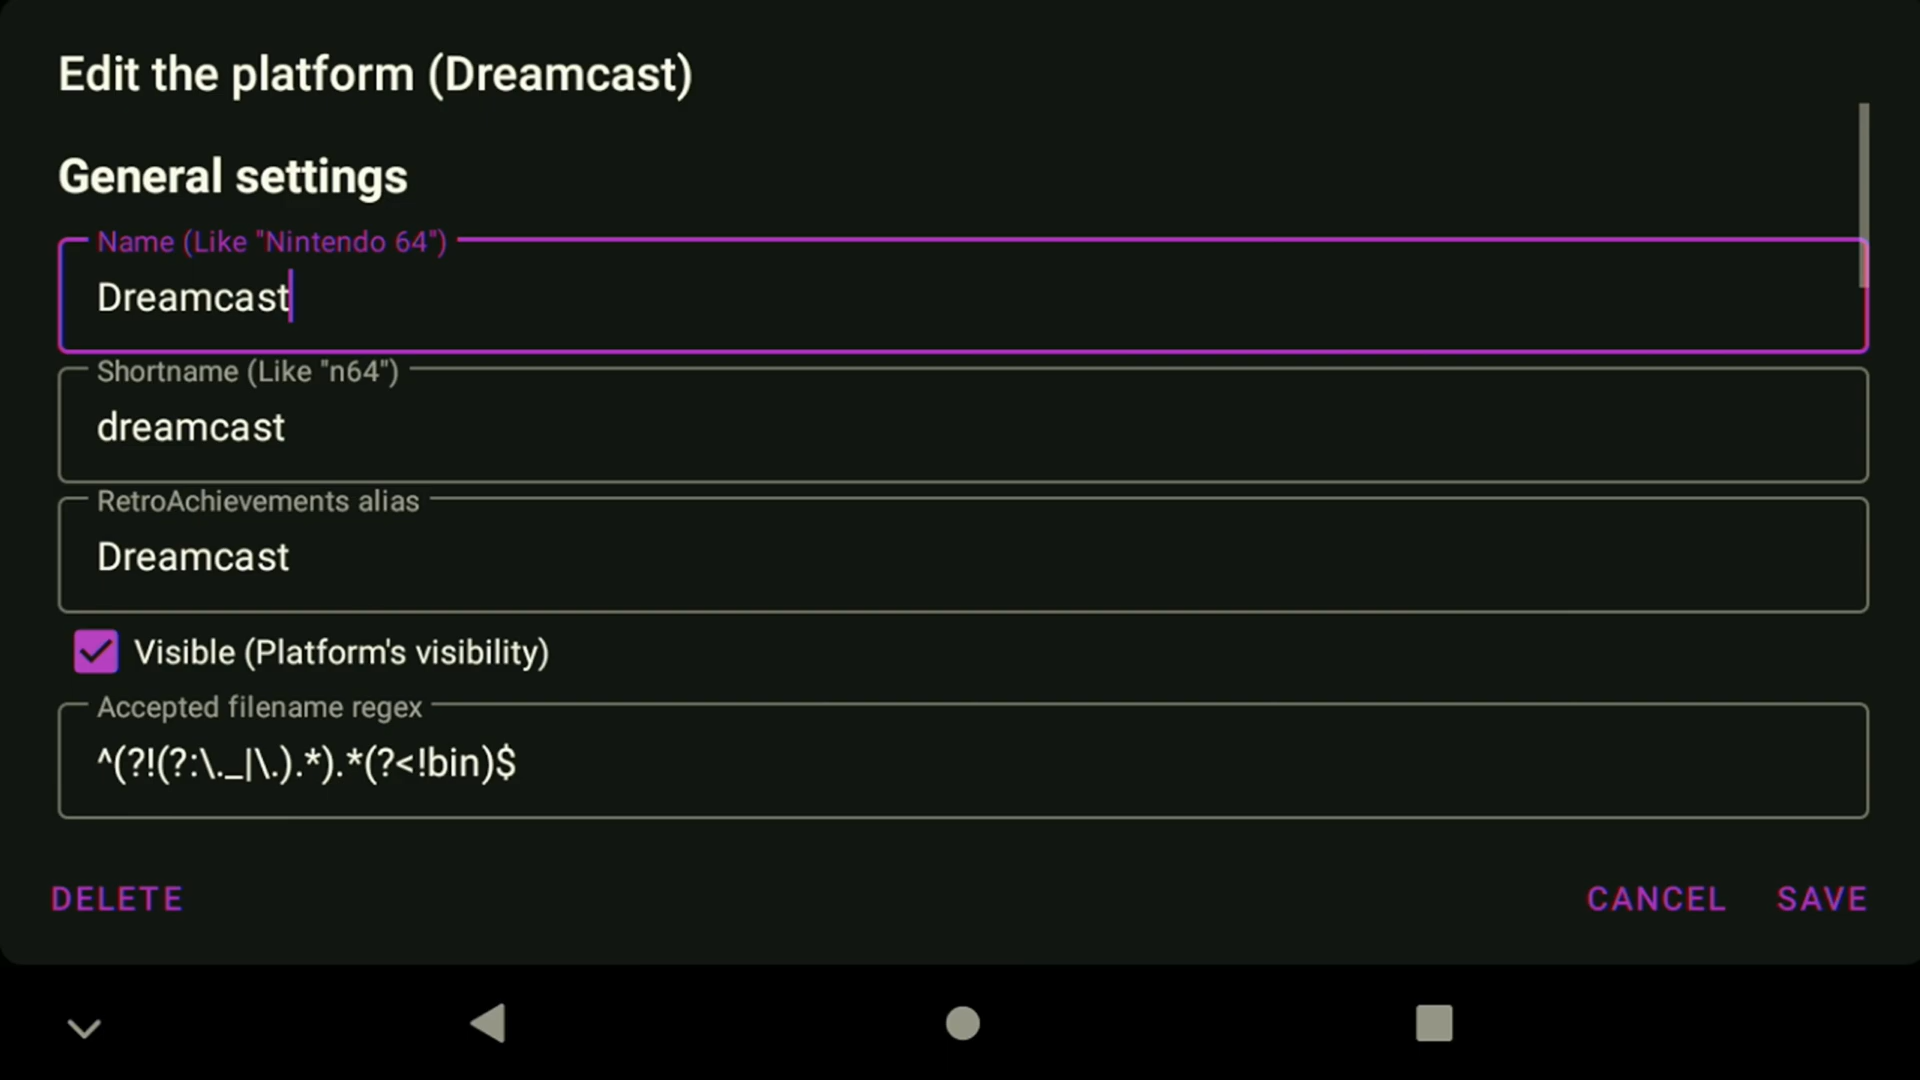 Edit the platform (Dreamcast)
General settings
Name (Like "Nintendo 64")
Dreamcast
Shortname (Like "n64")
dreamcast
RetroAchievements alias
Dreamcast
Visible (Platform's visibility)
Accepted filename regex
^(?!(?:\._|\.).*).*(?<!bin)$
DELETE
CANCEL SAVE